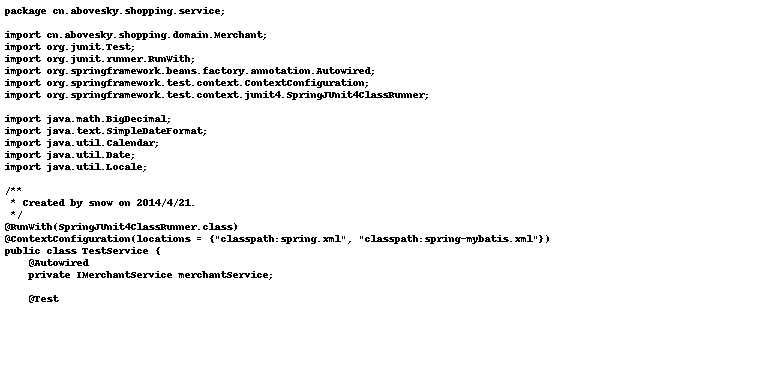 package cn.abovesky.shopping.service;

import cn.abovesky.shopping.domain.Merchant;
import org.junit.Test;
import org.junit.runner.RunWith;
import org.springframework.beans.factory.annotation.Autowired;
import org.springframework.test.context.ContextConfiguration;
import org.springframework.test.context.junit4.SpringJUnit4ClassRunner;

import java.math.BigDecimal;
import java.text.SimpleDateFormat;
import java.util.Calendar;
import java.util.Date;
import java.util.Locale;

/**
 * Created by snow on 2014/4/21.
 */
@RunWith(SpringJUnit4ClassRunner.class)
@ContextConfiguration(locations = {"classpath:spring.xml", "classpath:spring-mybatis.xml"})
public class TestService {
    @Autowired
    private IMerchantService merchantService;

    @Test